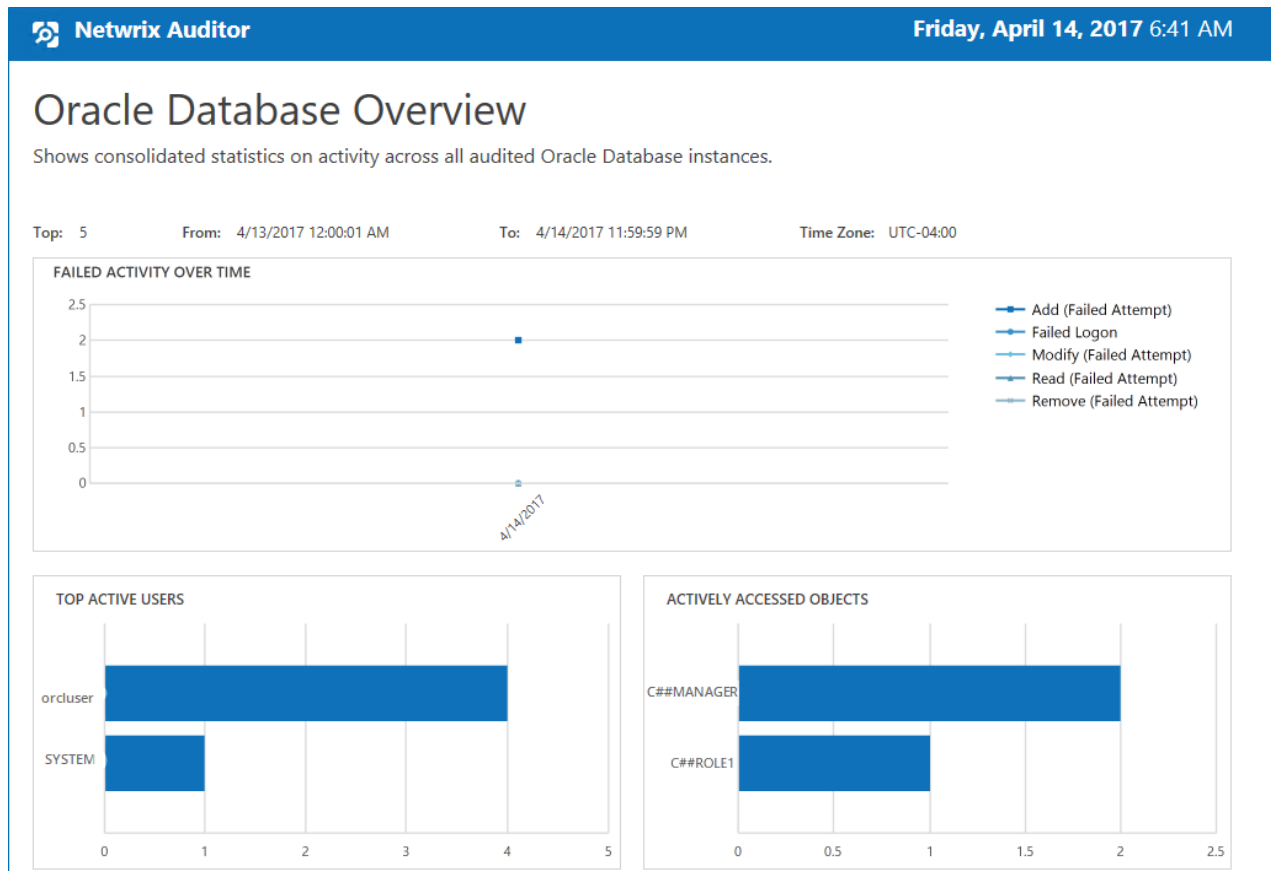 Netwrix Auditor
Friday, April 14, 2017 6:41 AM
Oracle Database Overview
Shows consolidated statistics on activity across all audited Oracle Database instances.
Top: 5 From: 4/13/2017 12:00:01 AM To: 4/14/2017 11:59:59 PM Time Zone: UTC-04:00
FAILED ACTIVITY OVER TIME
2.5
2
1.5
1
0.5
0
4/14/2017
Add (Failed Attempt)
Failed Logon
Modify (Failed Attempt)
Read (Failed Attempt)
Remove (Failed Attempt)
TOP ACTIVE USERS
orcluser
SYSTEM
0 1 2 3 4 5
ACTIVELY ACCESSED OBJECTS
C##MANAGER
C##ROLE1
0 0.5 1 1.5 2 2.5